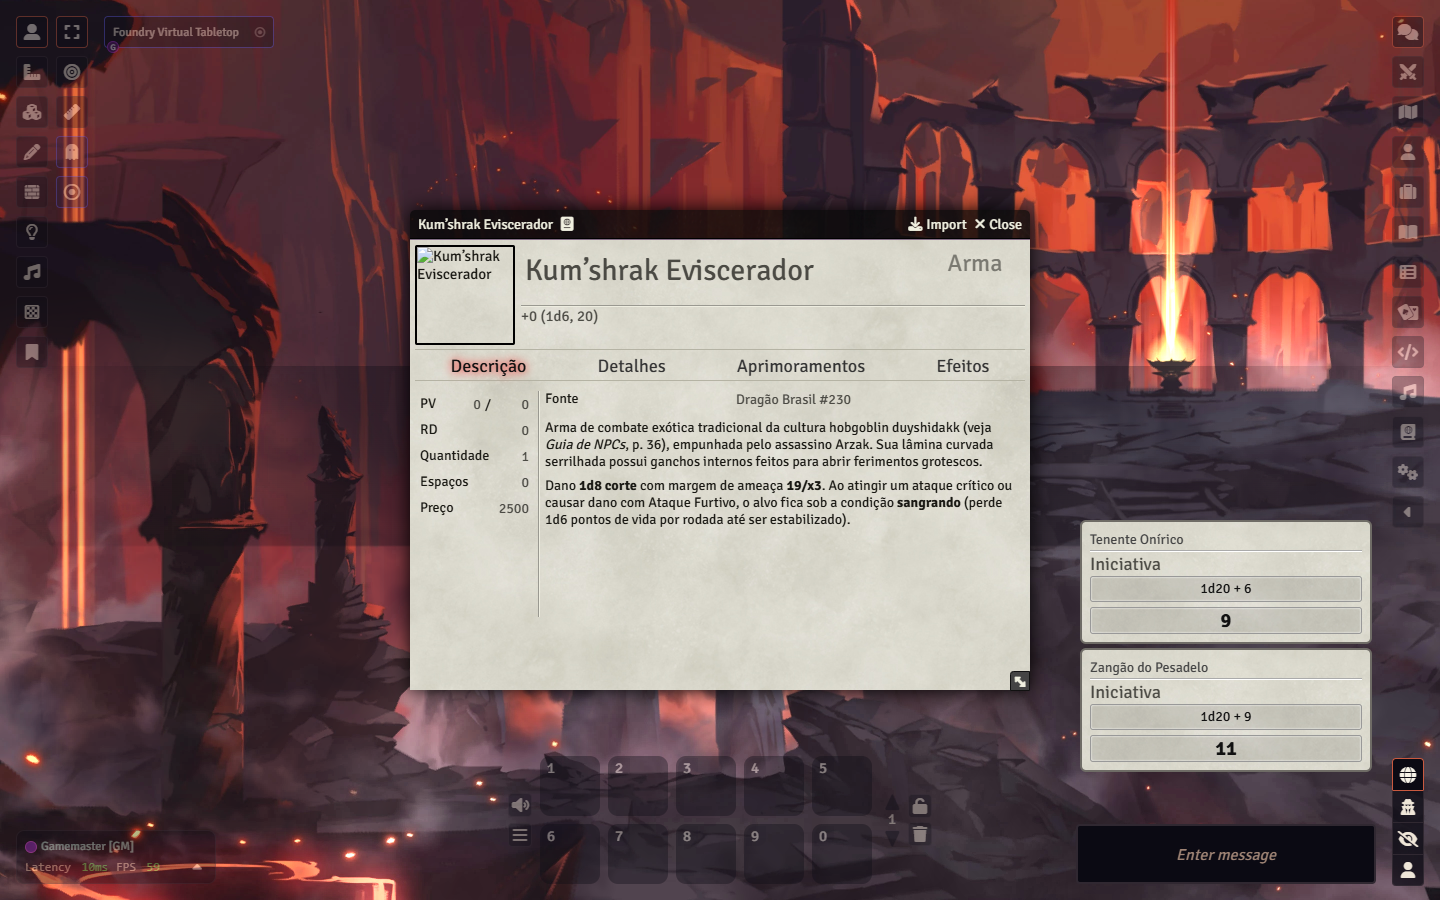 Foundry Virtual Tabletop
G
Kum'shrak Eviscerador
Import
Close
Kum'shrak
Eviscerador
Kum'shrak Eviscerador
Arma
+0 (1d6, 20)
Descrição
Detalhes
Aprimoramentos
Efeitos
PV 0 / 0
RD 0
Quantidade 1
Espaços 0
Preço 2500
Fonte
Dragão Brasil #230
Arma de combate exótica tradicional da cultura hobgoblin duyshidakk (veja
Guia de NPCs, p. 36), empunhada pelo assassino Arzak. Sua lâmina curvada
serrilhada possui ganchos internos feitos para abrir ferimentos grotescos.
Dano 1d8 corte com margem de ameaça 19/x3. Ao atingir um ataque crítico ou
causar dano com Ataque Furtivo, o alvo fica sob a condição sangrando (perde
1d6 pontos de vida por rodada até ser estabilizado).
Tenente Onírico
Iniciativa
1d20 + 6
9
Zangão do Pesadelo
Iniciativa
1d20 + 9
11
1 2 3 4 5
6 7 8 9 0
1
Gamemaster [GM]
Latency 10ms FPS 59
Enter message